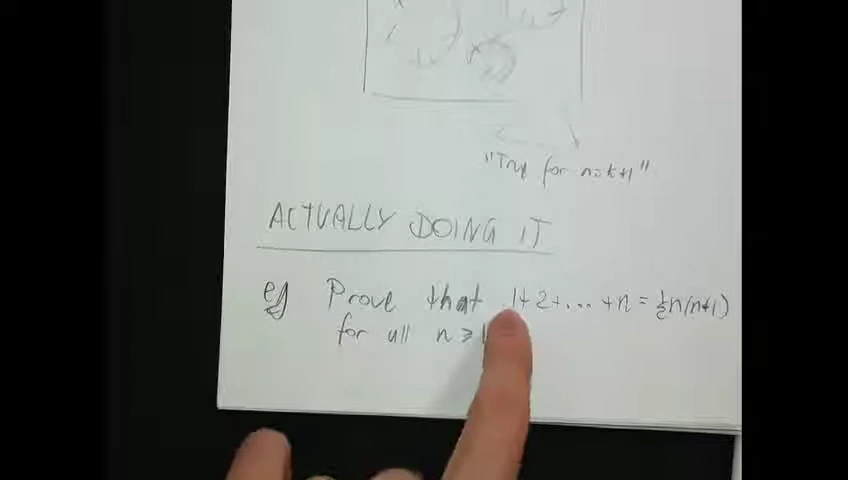 "True for n=k+1"
ACTUALLY DOING IT
eg Prove that 1+2+...+n = ½n(n+1)
for all n ≥ 1